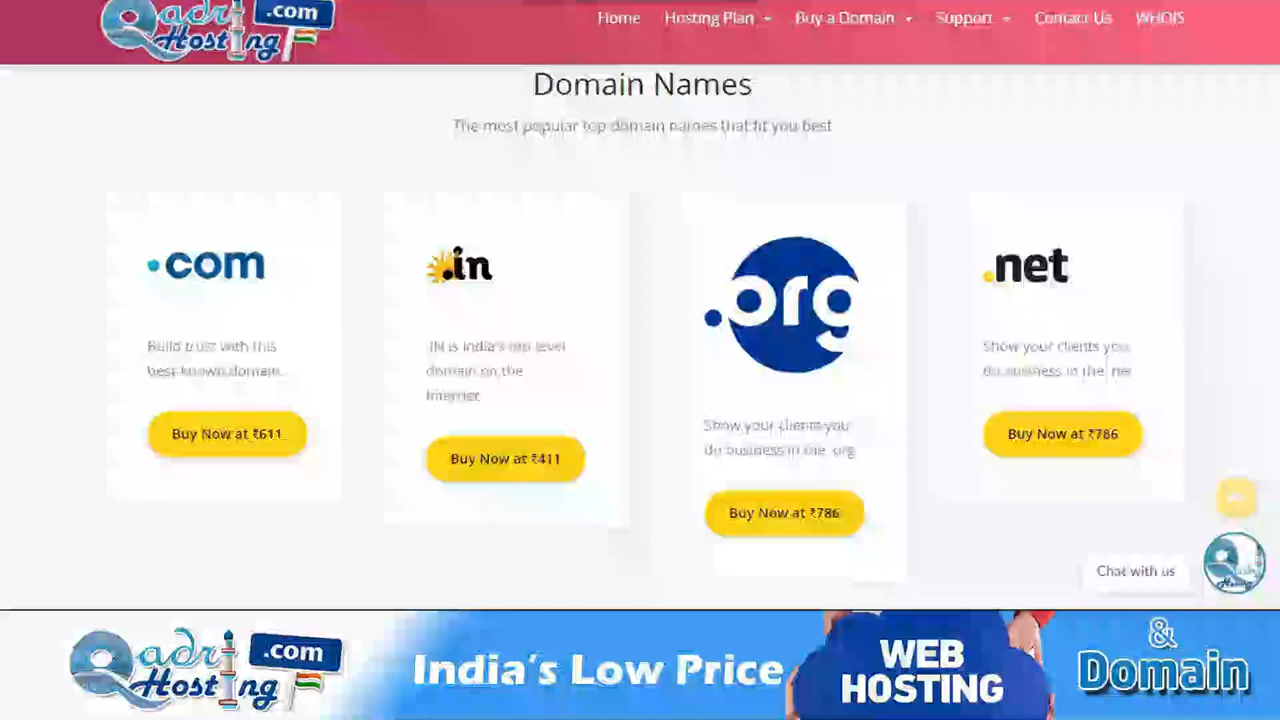 Qadri Hosting .com
Home Hosting Plan Buy a Domain Support Contact Us WHOIS
Domain Names
The most popular top domain names that fit you best
.com
Build trust with this
best-known domain.
Buy Now at ₹611
.in
.IN is India's top level
domain on the
Internet
Buy Now at ₹411
.org
Show your clients you
do business in the .org
Buy Now at ₹786
.net
Show your clients you
do business in the .net
Buy Now at ₹786
Chat with us
Qadri Hosting
Qadri Hosting .com
India's Low Price
WEB
HOSTING
&
Domain